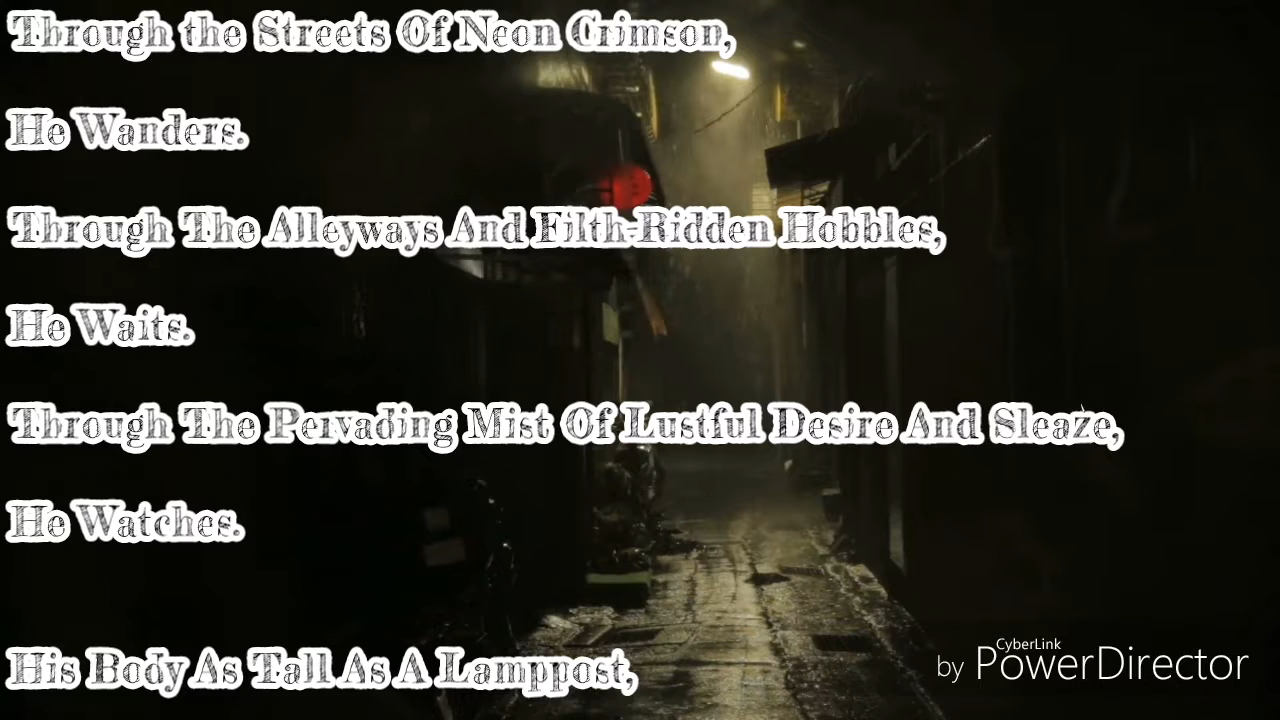 Through the Streets Of Neon Crimson,
He Wanders.
Through The Alleyways And Filth-Ridden Hobbles,
He Waits.
Through The Pervading Mist Of Lustful Desire And Sleaze,
He Watches.
His Body As Tall As A Lamppost,
by CyberLink PowerDirector